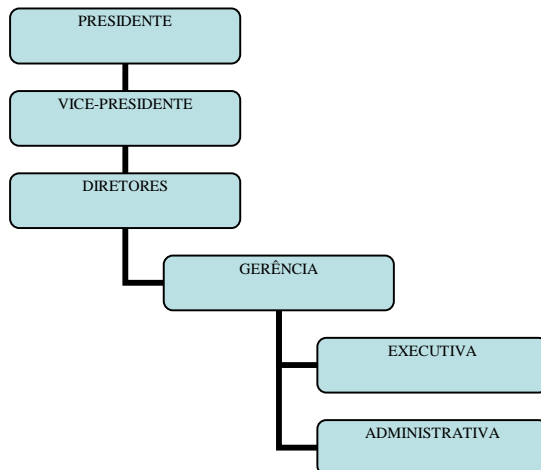 PRESIDENTE
VICE-PRESIDENTE
DIRETORES
GERÊNCIA
EXECUTIVA
ADMINISTRATIVA